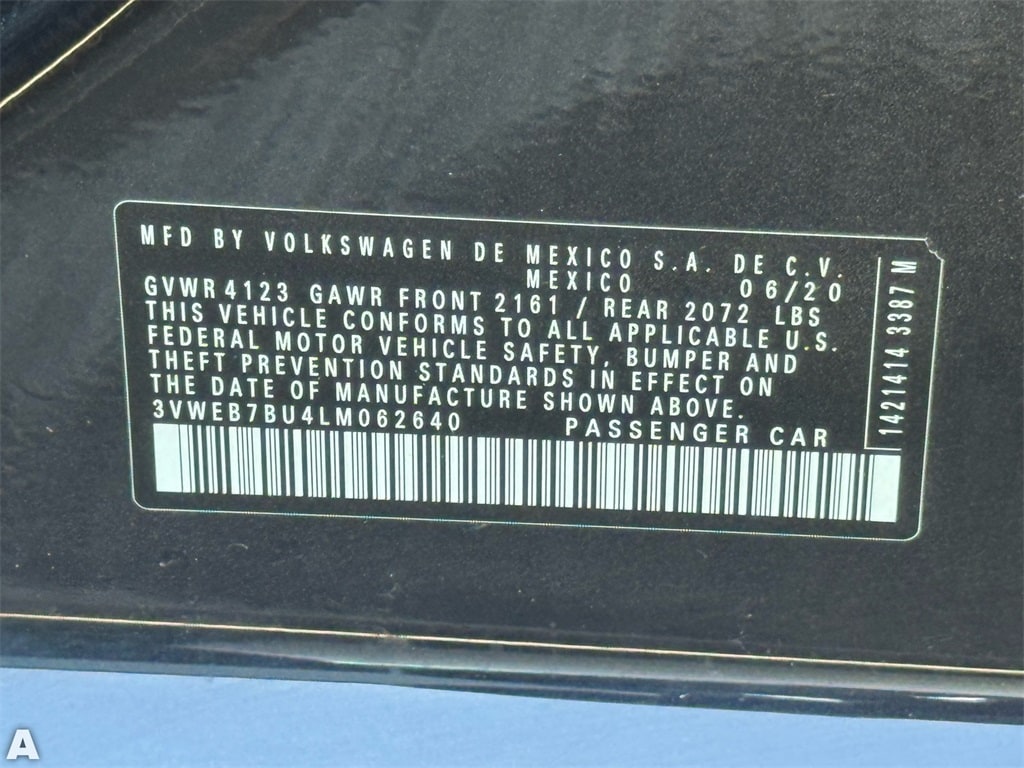 MFD BY VOLKSWAGEN DE MEXICO S.A. DE C.V.
MEXICO 06/20
GVWR 4123 GAWR FRONT 2161 / REAR 2072 LBS
THIS VEHICLE CONFORMS TO ALL APPLICABLE U.S.
FEDERAL MOTOR VEHICLE SAFETY, BUMPER AND
THEFT PREVENTION STANDARDS IN EFFECT ON
THE DATE OF MANUFACTURE SHOWN ABOVE.
3VWEB7BU4LM062640 PASSENGER CAR
1421414 3387 M
A